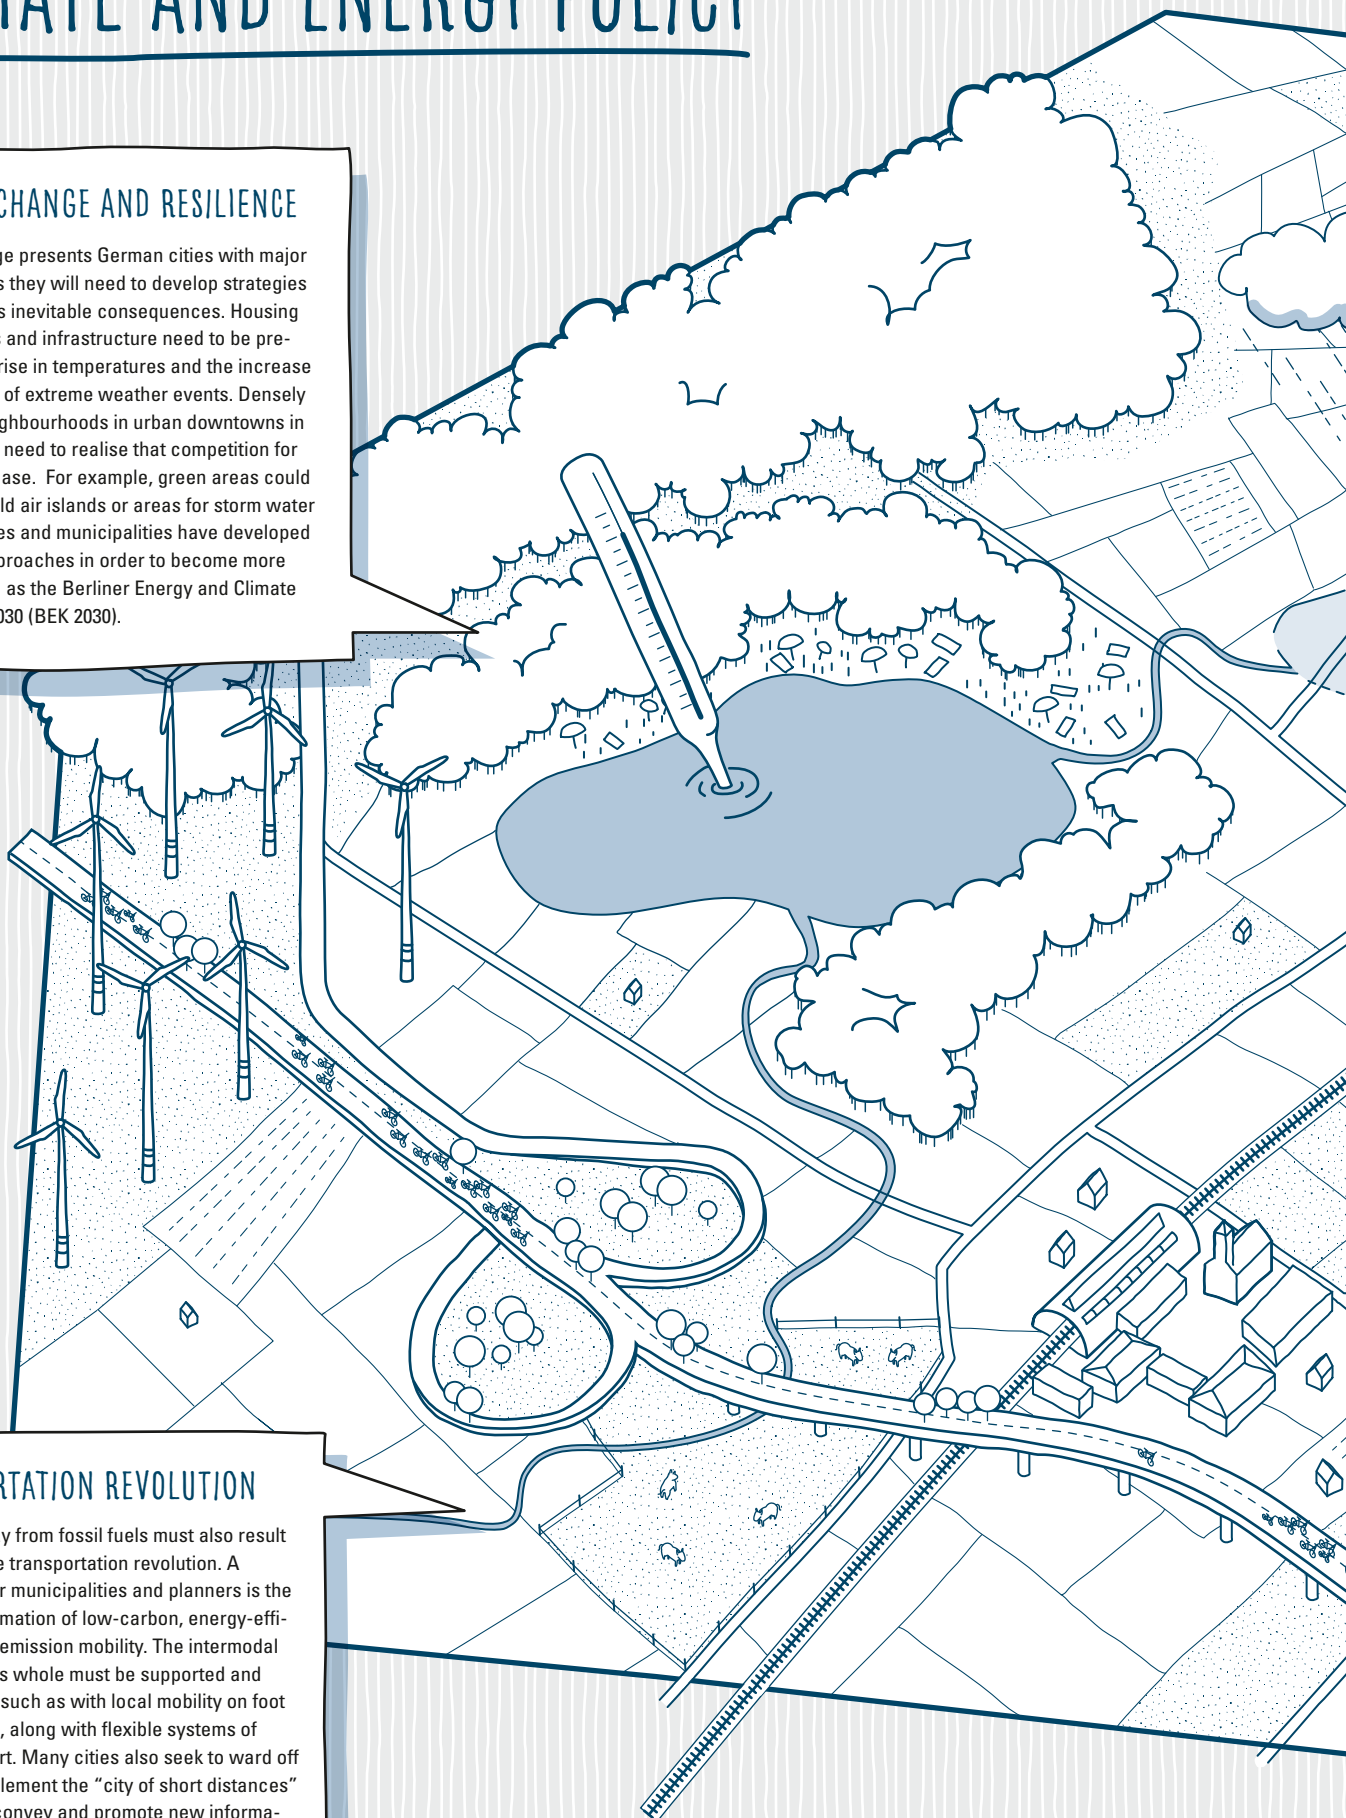 AND ENERGY POLICY
CHANGE AND RESILIENCE
presents German cities with major
they will need to develop strategies
inevitable consequences. Housing
and infrastructure need to be pre-
rise in temperatures and the increase
of extreme weather events. Densely
ghbourhoods in urban downtowns in
need to realise that competition for
ase. For example, green areas could
ld air islands or areas for storm water
es and municipalities have developed
proaches in order to become more
as the Berliner Energy and Climate
030 (BEK 2030).
RTATION REVOLUTION
y from fossil fuels must also result
e transportation revolution. A
r municipalities and planners is the
mation of low-carbon, energy-effi-
emission mobility. The intermodal
s whole must be supported and
such as with local mobility on foot
, along with flexible systems of
rt. Many cities also seek to ward off
lement the “city of short distances”
convey and promote new informa-